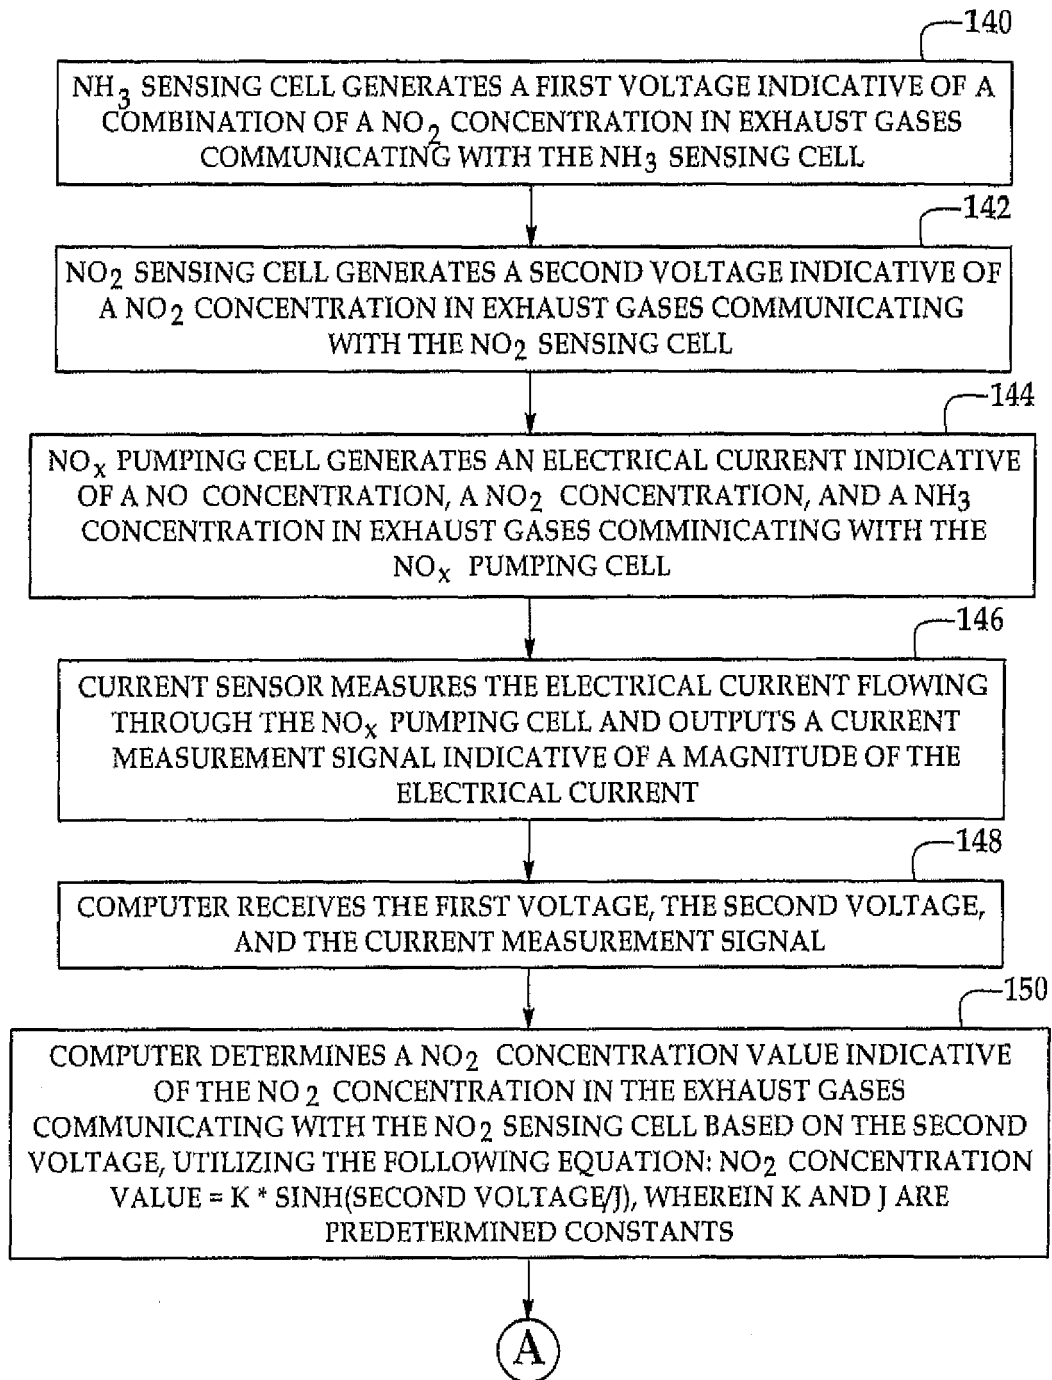 140
NH3 SENSING CELL GENERATES A FIRST VOLTAGE INDICATIVE OF A
COMBINATION OF A NO2 CONCENTRATION IN EXHAUST GASES
COMMUNICATING WITH THE NH3 SENSING CELL
142
NO2 SENSING CELL GENERATES A SECOND VOLTAGE INDICATIVE OF
A NO2 CONCENTRATION IN EXHAUST GASES COMMUNICATING
WITH THE NO2 SENSING CELL
144
NOX PUMPING CELL GENERATES AN ELECTRICAL CURRENT INDICATIVE
OF A NO CONCENTRATION, A NO2 CONCENTRATION, AND A NH3
CONCENTRATION IN EXHAUST GASES COMMINICATING WITH THE
NOX PUMPING CELL
146
CURRENT SENSOR MEASURES THE ELECTRICAL CURRENT FLOWING
THROUGH THE NOX PUMPING CELL AND OUTPUTS A CURRENT
MEASUREMENT SIGNAL INDICATIVE OF A MAGNITUDE OF THE
ELECTRICAL CURRENT
148
COMPUTER RECEIVES THE FIRST VOLTAGE, THE SECOND VOLTAGE,
AND THE CURRENT MEASUREMENT SIGNAL
150
COMPUTER DETERMINES A NO2 CONCENTRATION VALUE INDICATIVE
OF THE NO2 CONCENTRATION IN THE EXHAUST GASES
COMMUNICATING WITH THE NO2 SENSING CELL BASED ON THE SECOND
VOLTAGE, UTILIZING THE FOLLOWING EQUATION: NO2 CONCENTRATION
VALUE = K * SINH(SECOND VOLTAGE/J), WHEREIN K AND J ARE
PREDETERMINED CONSTANTS
A